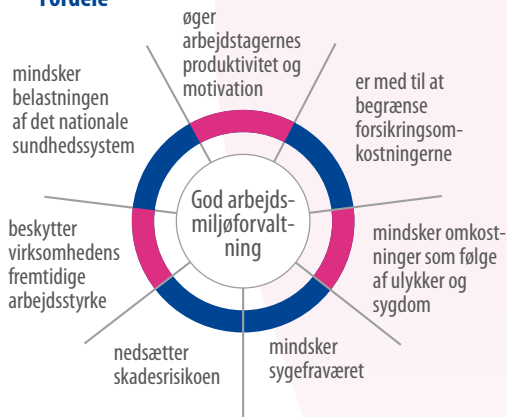 Fordele
øger
arbejdstagernes
produktivitet og
motivation
er med til at
begrænse
forsikringsom-
kostningerne
mindsker omkost-
ninger som følge
af ulykker og
sygdom
mindsker
sygefraværet
nedsætter
skadesrisikoen
beskytter
virksomhedens
fremtidige
arbejdsstyrke
mindsker
belastningen
af det nationale
sundhedssystem
God arbejds-
miljøforvalt-
ning